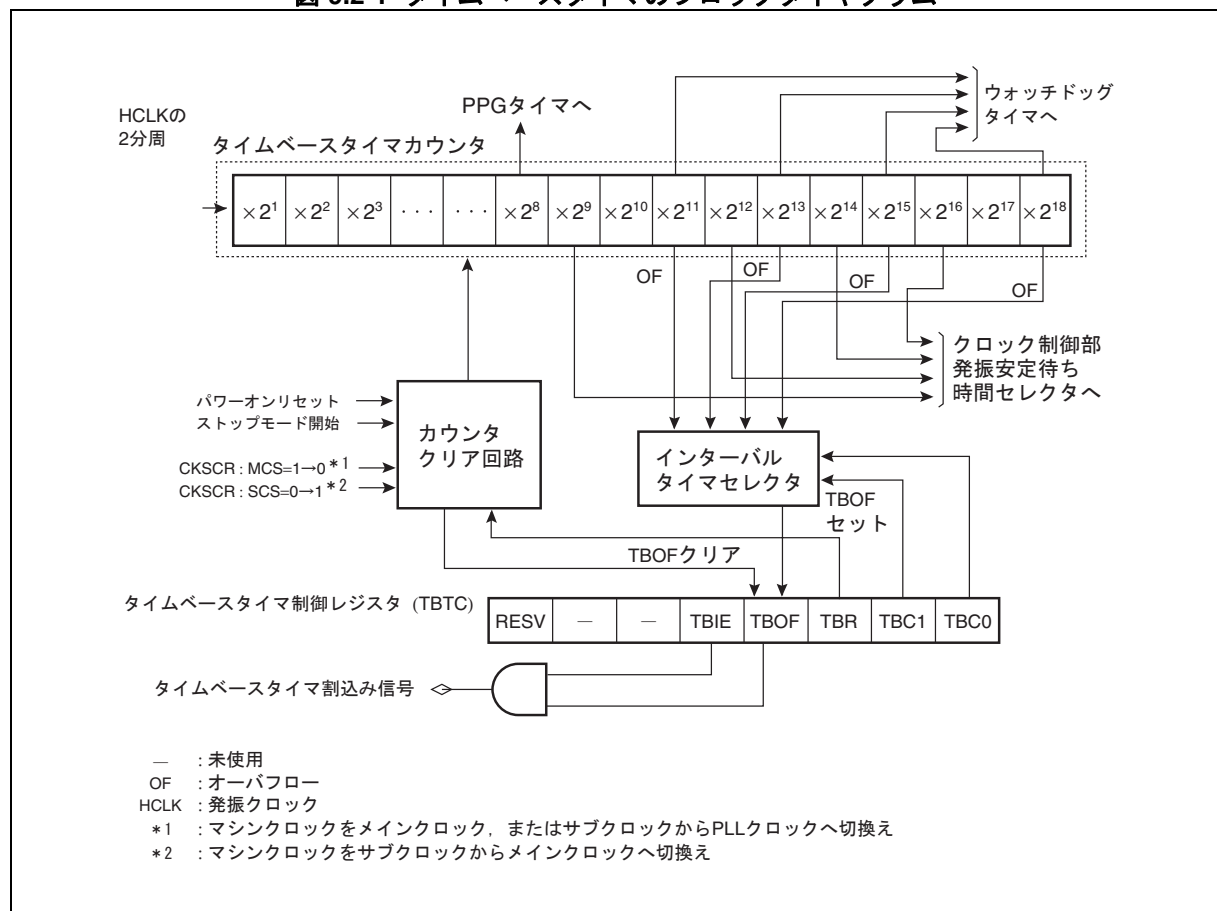 HCLKの
2分周
PPGタイマへ
ウォッチドッグ
タイマへ
タイムベースタイマカウンタ
×2¹ ×2² ×2³ ・・・ ・・・ ×2⁸ ×2⁹ ×2¹⁰ ×2¹¹ ×2¹² ×2¹³ ×2¹⁴ ×2¹⁵ ×2¹⁶ ×2¹⁷ ×2¹⁸
OF OF OF OF
クロック制御部
発振安定待ち
時間セレクタへ
パワーオンリセット
ストップモード開始
CKSCR : MCS=1→0*1
CKSCR : SCS=0→1*2
カウンタ
クリア回路
インターバル
タイマセレクタ
TBOF
セット
TBOFクリア
タイムベースタイマ制御レジスタ (TBTC)
RESV — — TBIE TBOF TBR TBC1 TBC0
タイムベースタイマ割込み信号
— : 未使用
OF : オーバフロー
HCLK : 発振クロック
*1 : マシンクロックをメインクロック，またはサブクロックからPLLクロックへ切換え
*2 : マシンクロックをサブクロックからメインクロックへ切換え